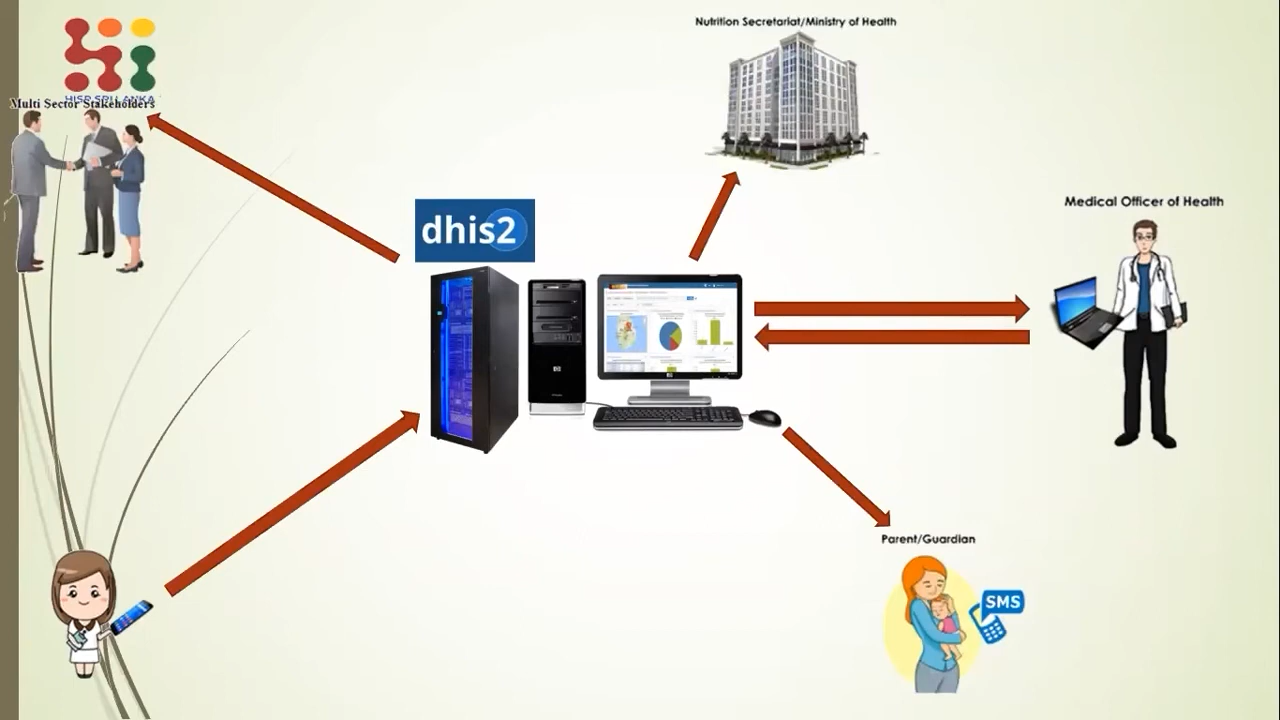 Nutrition Secretariat/Ministry of Health
HISP SRI LANKA
Multi Sector Stakeholders
Medical Officer of Health
dhis2
Parent/Guardian
SMS